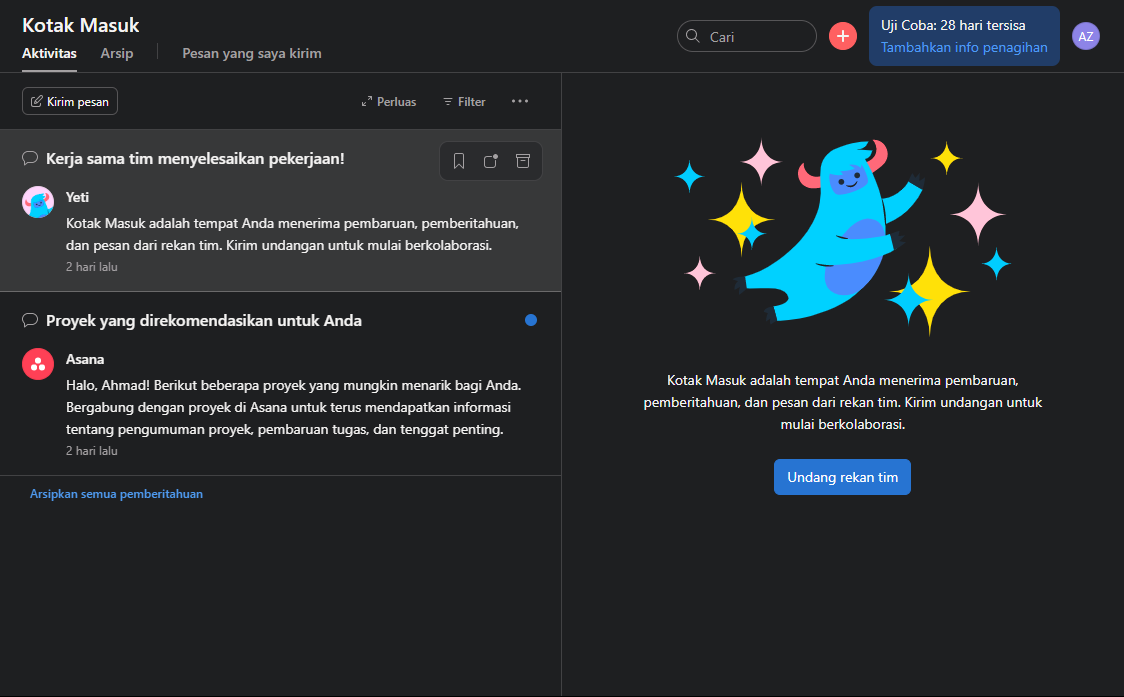 Kotak Masuk
Aktivitas
Arsip
Pesan yang saya kirim
Cari
Uji Coba: 28 hari tersisa
Tambahkan info penagihan
AZ
Kirim pesan
Perluas
Filter
Kerja sama tim menyelesaikan pekerjaan!
Yeti
Kotak Masuk adalah tempat Anda menerima pembaruan, pemberitahuan,
dan pesan dari rekan tim. Kirim undangan untuk mulai berkolaborasi.
2 hari lalu
Proyek yang direkomendasikan untuk Anda
Asana
Halo, Ahmad! Berikut beberapa proyek yang mungkin menarik bagi Anda.
Bergabung dengan proyek di Asana untuk terus mendapatkan informasi
tentang pengumuman proyek, pembaruan tugas, dan tenggat penting.
2 hari lalu
Arsipkan semua pemberitahuan
Kotak Masuk adalah tempat Anda menerima pembaruan,
pemberitahuan, dan pesan dari rekan tim. Kirim undangan untuk
mulai berkolaborasi.
Undang rekan tim